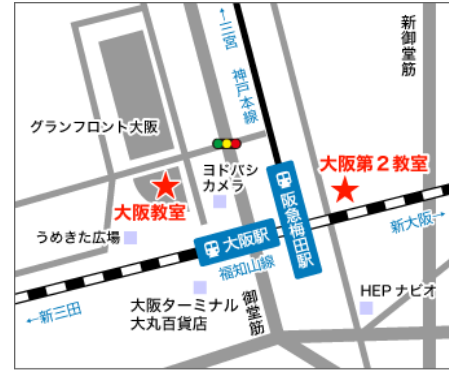 ←三宮
神戸本線
新御堂筋
グランフロント大阪
ヨドバシ
カメラ
大阪第2教室
大阪教室
阪急梅田駅
うめきた広場
大阪駅
新大阪→
福知山線
大阪ターミナル
大丸百貨店
御堂筋
HEP ナビオ
←新三田